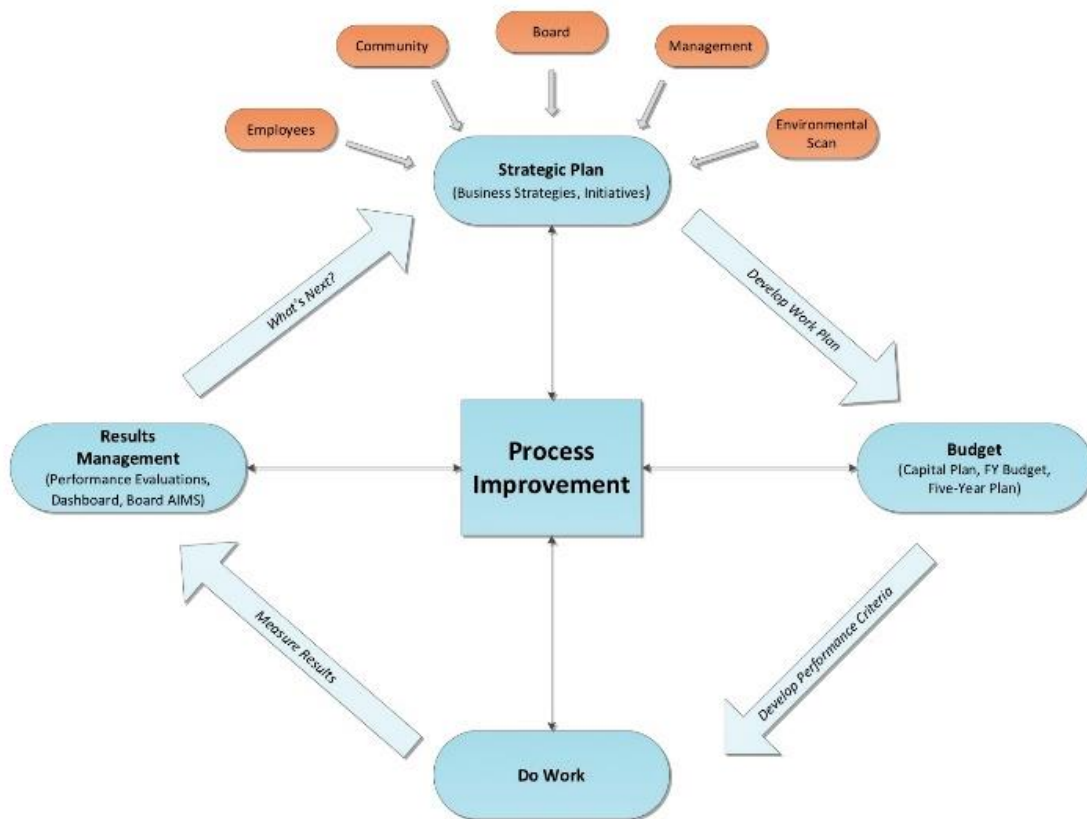 Board
Community
Management
Employees
Environmental
Scan
Strategic Plan
(Business Strategies, Initiatives)
What's Next?
Develop Work Plan
Results
Management
(Performance Evaluations,
Dashboard, Board AIMS)
Process
Improvement
Budget
(Capital Plan, FY Budget,
Five-Year Plan)
Measure Results
Develop Performance Criteria
Do Work